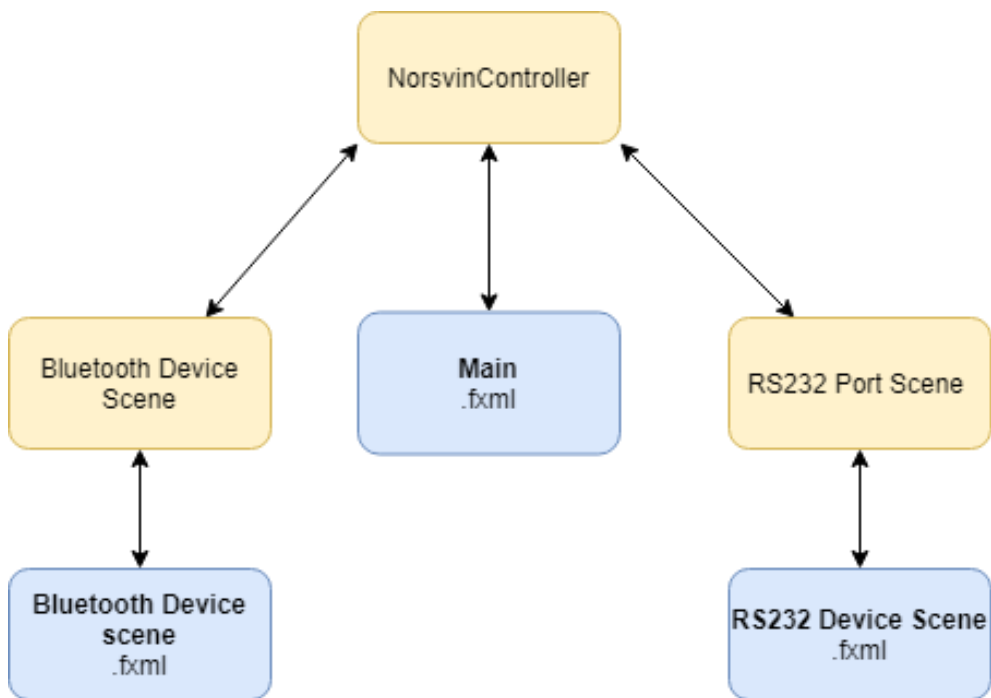 NorsvinController
Bluetooth Device
Scene
Main
.fxml
RS232 Port Scene
Bluetooth Device
scene
.fxml
RS232 Device Scene
.fxml